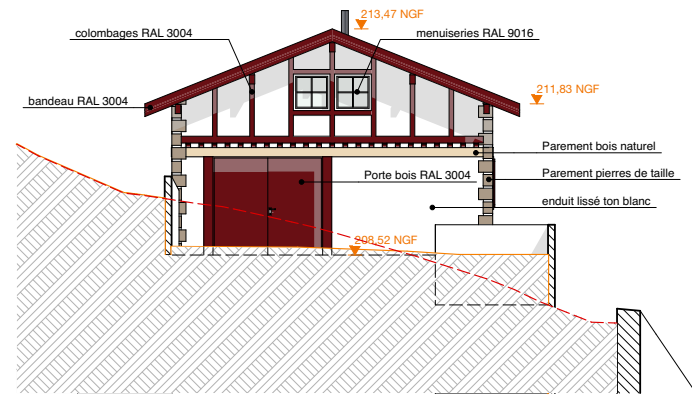 213,47 NGF
colombages RAL 3004
menuiseries RAL 9016
211,83 NGF
bandeau RAL 3004
Parement bois naturel
Porte bois RAL 3004
Parement pierres de taille
enduit lissé ton blanc
208,52 NGF